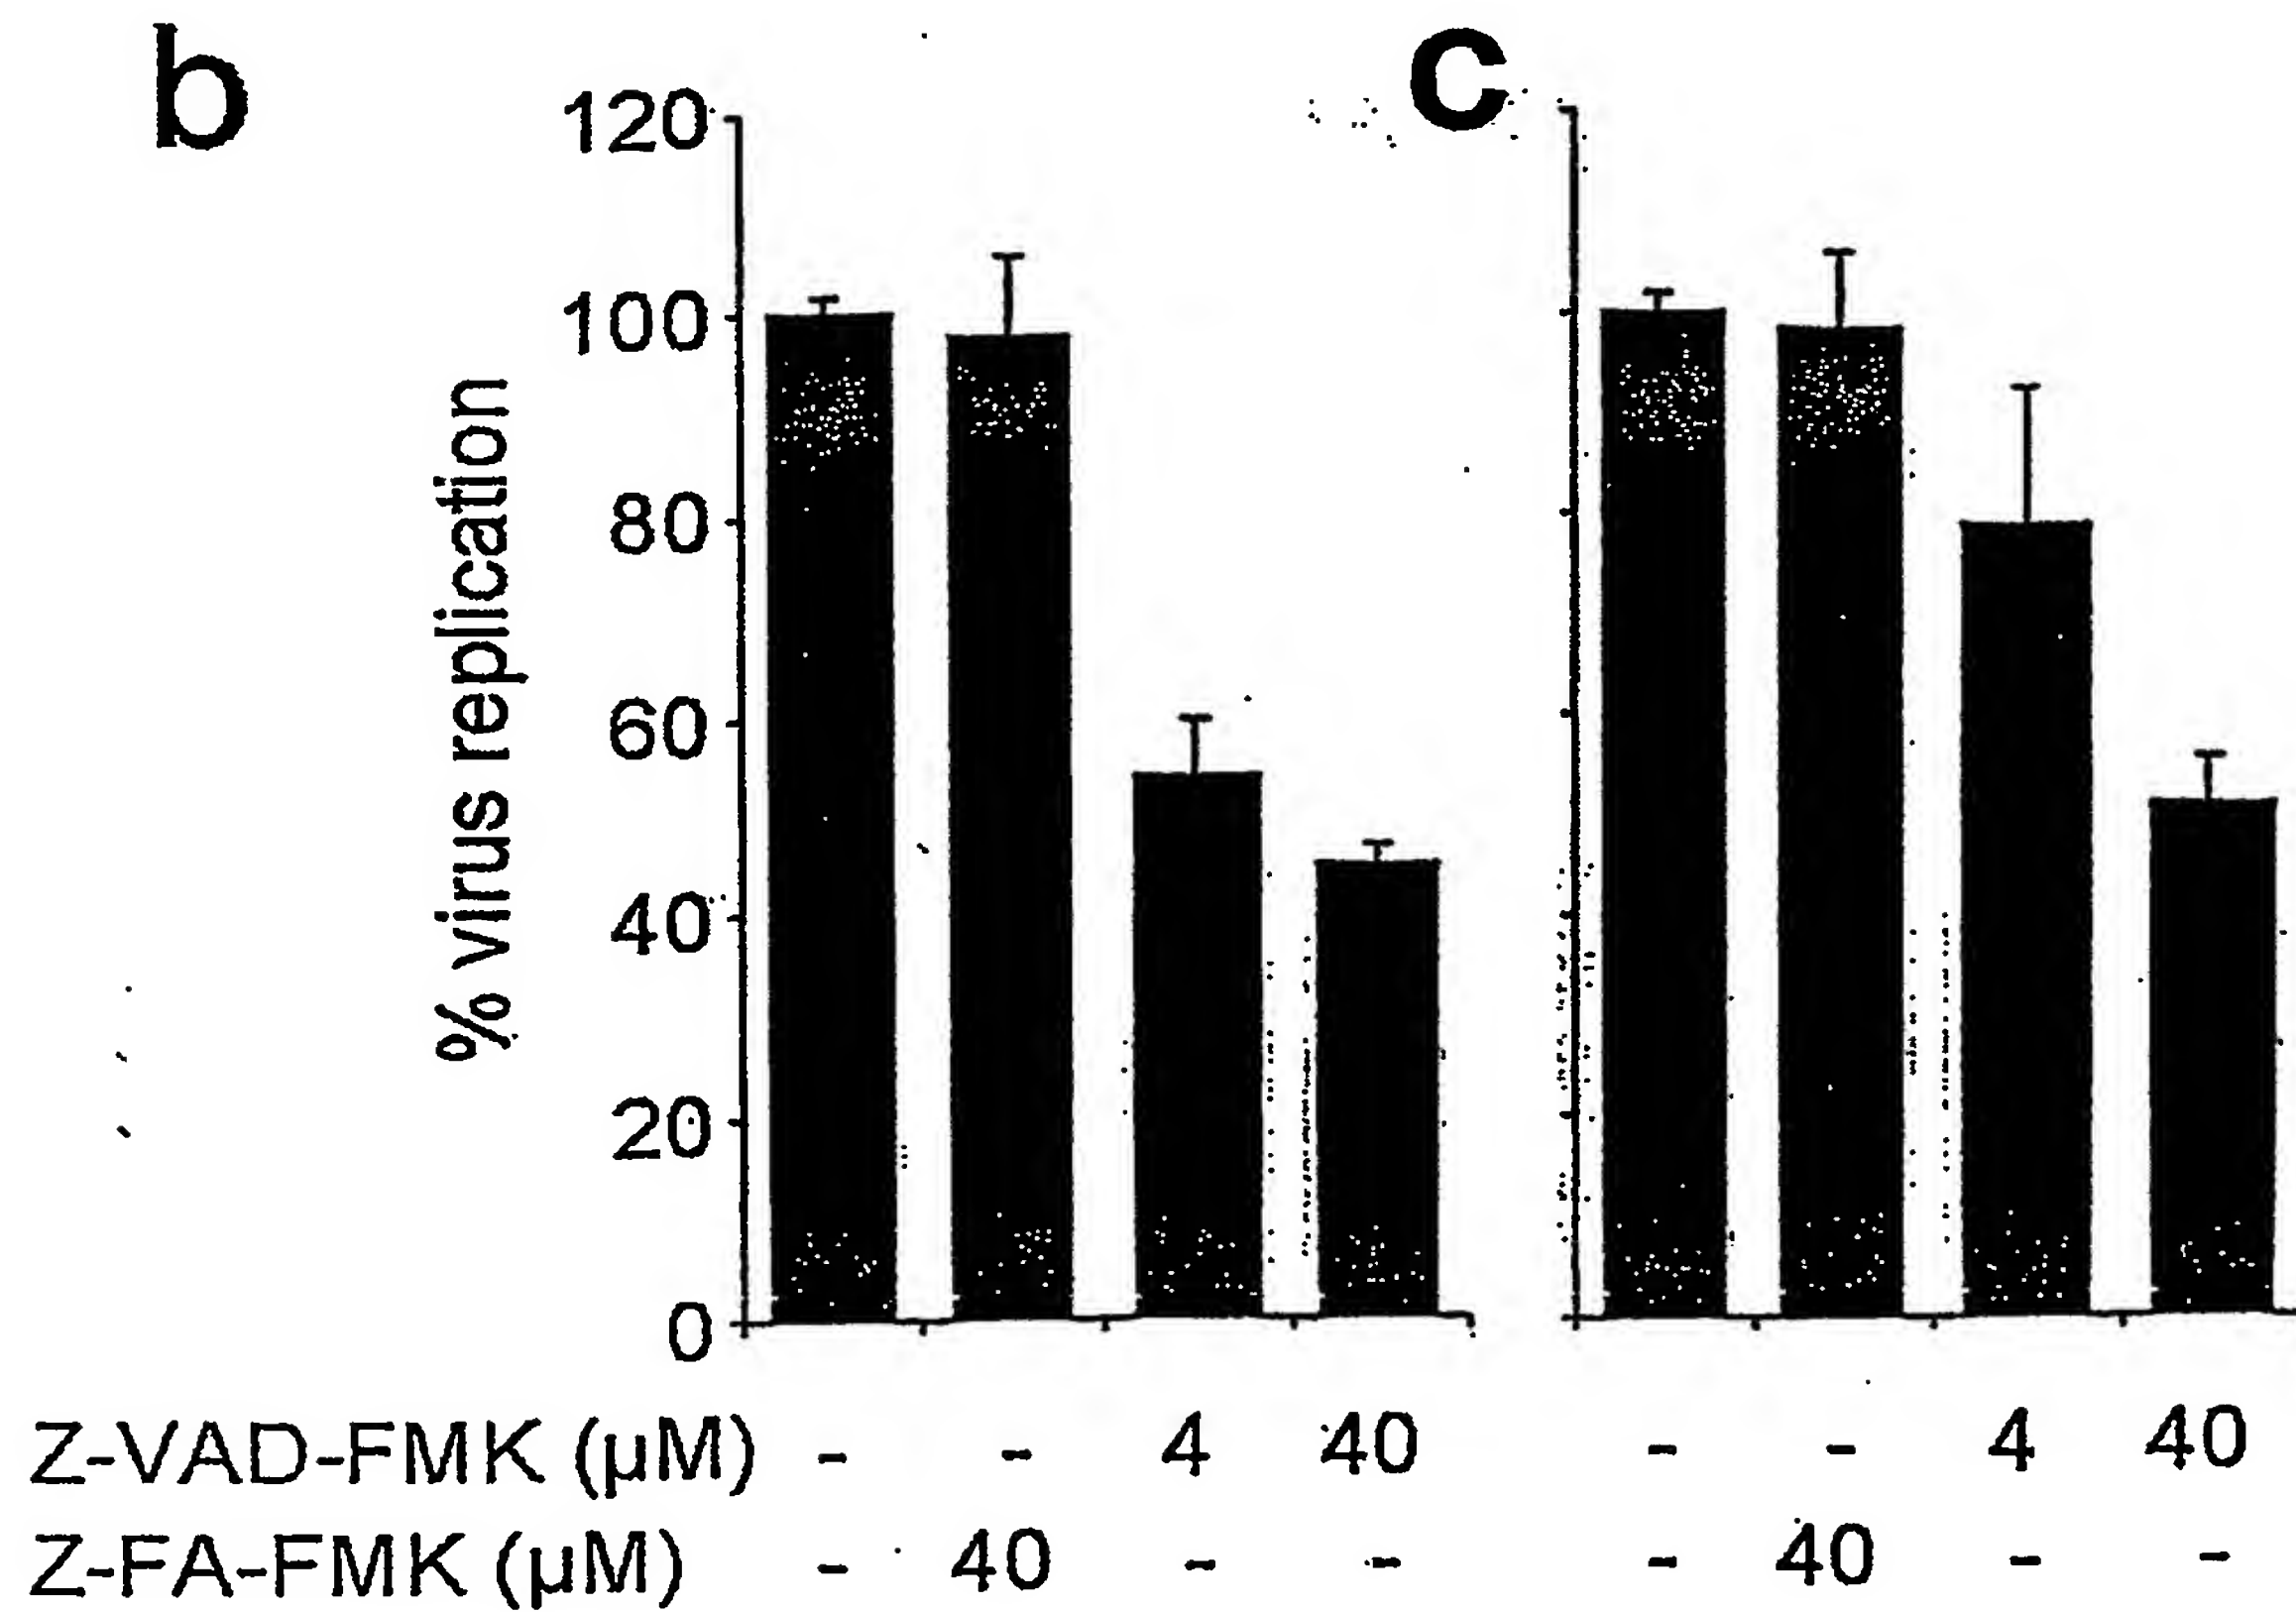 b
c
120
100
80
60
40
20
0
% virus replication
Z-VAD-FMK (µM) - - 4 40 - - 4 40
Z-FA-FMK (µM) - 40 - - - 40 - -